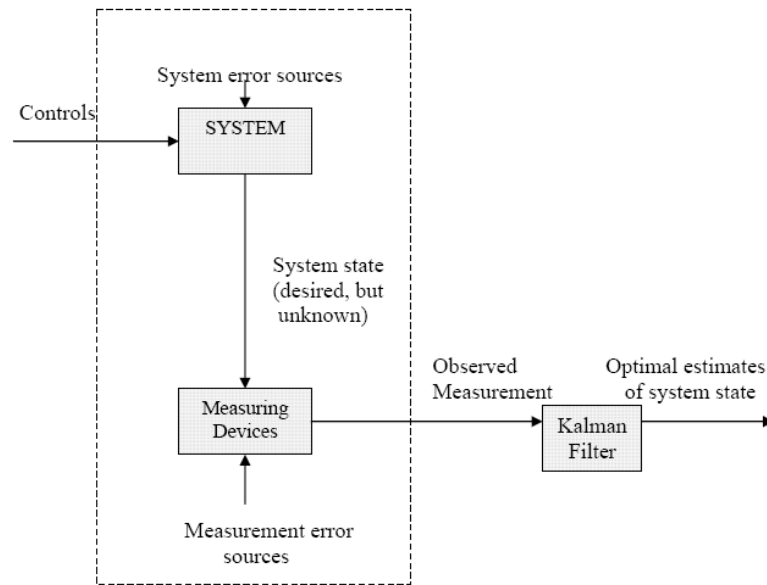 System error sources
Controls
SYSTEM
System state
(desired, but
unknown)
Measuring
Devices
Measurement error
sources
Observed
Measurement
Kalman
Filter
Optimal estimates
of system state